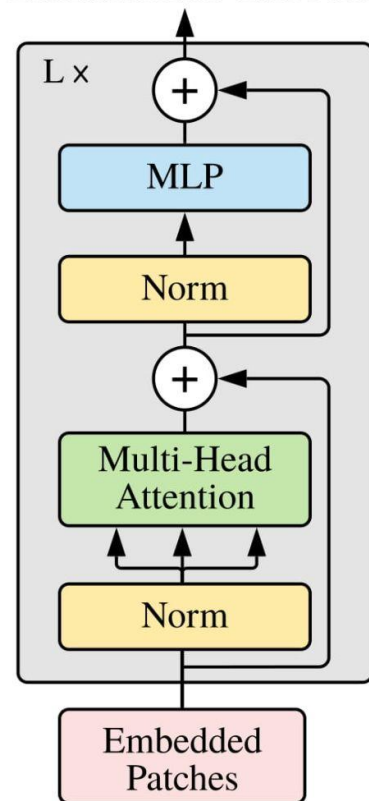 L ×
+
MLP
Norm
+
Multi-Head
Attention
Norm
Embedded
Patches